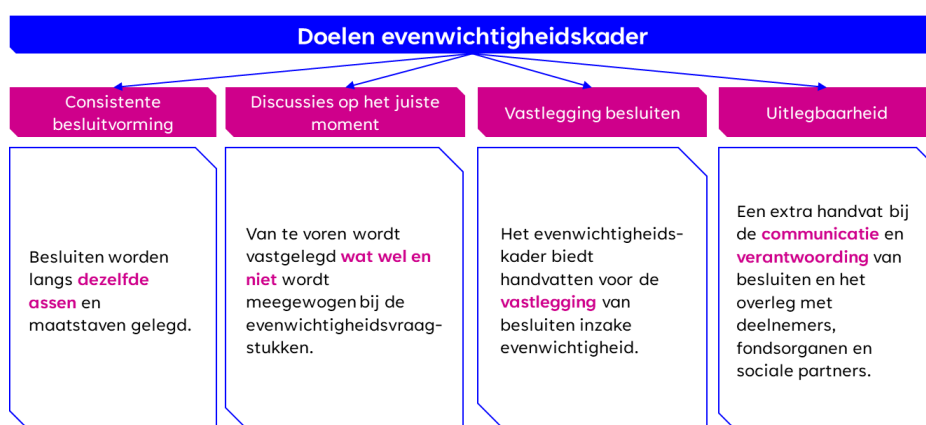 Doelen evenwichtigheidskader
Consistente
besluitvorming
Discussies op het juiste
moment
Vastlegging besluiten
Uitlegbaarheid
Besluiten worden
langs dezelfde
assen en
maatstaven gelegd.
Van te voren wordt
vastgelegd wat wel en
niet wordt
meegewogen bij de
evenwichtigheidsvraag-
stukken.
Het evenwichtigheids-
kader biedt
handvatten voor de
vastlegging van
besluiten inzake
evenwichtigheid.
Een extra handvat bij
de communicatie en
verantwoording van
besluiten en het
overleg met
deelnemers,
fondsorganen en
sociale partners.